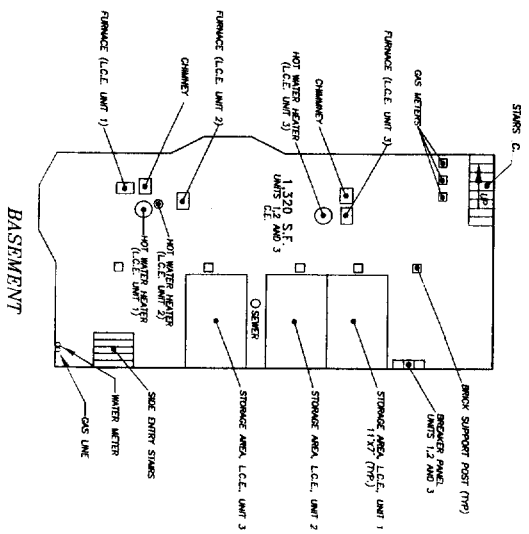 STAIRS C.
GAS METERS
FURNACE (L.C.E. UNIT 3)
CHIMNEY
HOT WATER HEATER
(L.C.E. UNIT 3)
FURNACE (L.C.E. UNIT 2)
CHIMNEY
FURNACE (L.C.E. UNIT 1)
UP
1,320 S.F.
UNITS 1,2 AND 3
C.E.
HOT WATER HEATER
(L.C.E. UNIT 2)
HOT WATER HEATER
(L.C.E. UNIT 1)
SEWER
BRICK SUPPORT POST (TYP)
BREAKER PANEL
UNITS 1,2 AND 3
STORAGE AREA, L.C.E., UNIT 1
11'X7' (TYP.)
STORAGE AREA, L.C.E., UNIT 2
STORAGE AREA, L.C.E., UNIT 3
SIDE ENTRY STAIRS
WATER METER
GAS LINE
BASEMENT